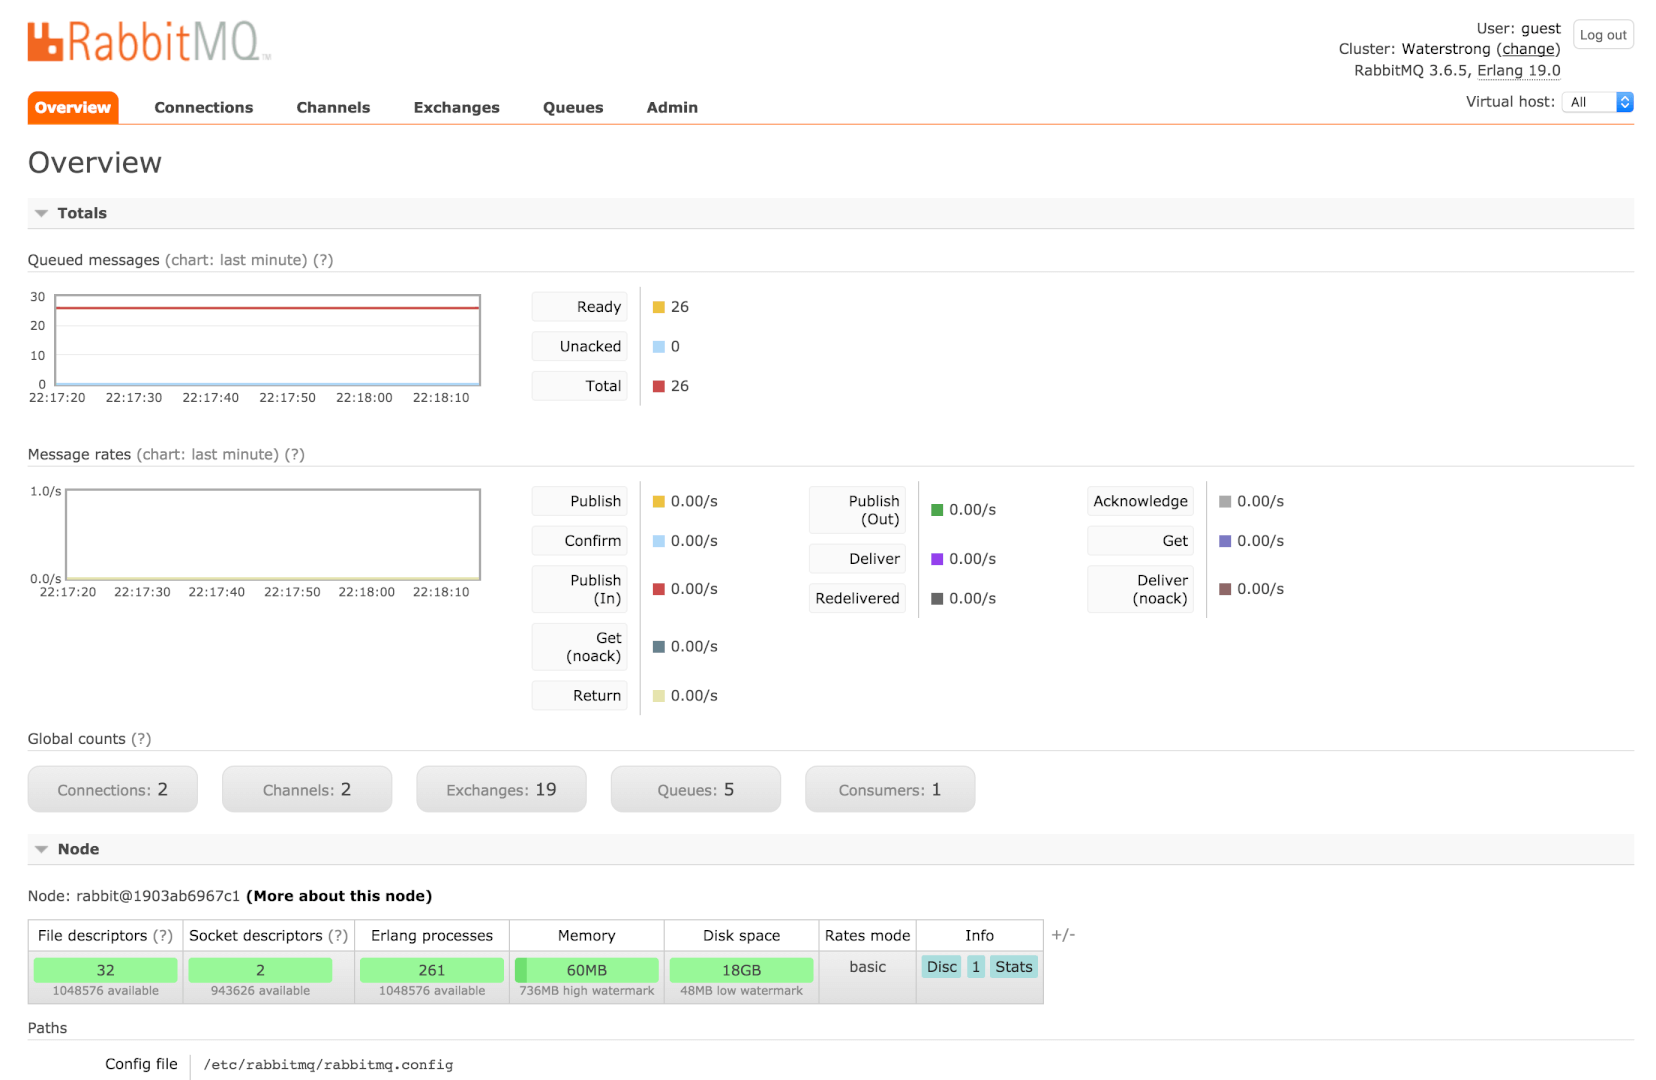 RabbitMQ™
User: guest
Log out
Cluster: Waterstrong (change)
RabbitMQ 3.6.5, Erlang 19.0
Virtual host: All
Overview Connections Channels Exchanges Queues Admin
Overview
Totals
Queued messages (chart: last minute) (?)
30
20
10
0
22:17:20 22:17:30 22:17:40 22:17:50 22:18:00 22:18:10
Ready 26
Unacked 0
Total 26
Message rates (chart: last minute) (?)
1.0/s
0.0/s
22:17:20 22:17:30 22:17:40 22:17:50 22:18:00 22:18:10
Publish 0.00/s
Confirm 0.00/s
Publish
(In) 0.00/s
Get
(noack) 0.00/s
Return 0.00/s
Publish
(Out) 0.00/s
Deliver 0.00/s
Redelivered 0.00/s
Acknowledge 0.00/s
Get 0.00/s
Deliver
(noack) 0.00/s
Global counts (?)
Connections: 2 Channels: 2 Exchanges: 19 Queues: 5 Consumers: 1
Node
Node: rabbit@1903ab6967c1 (More about this node)
File descriptors (?) Socket descriptors (?) Erlang processes Memory Disk space Rates mode Info +/-
32 2 261 60MB 18GB basic Disc 1 Stats
1048576 available 943626 available 1048576 available 736MB high watermark 48MB low watermark
Paths
Config file /etc/rabbitmq/rabbitmq.config